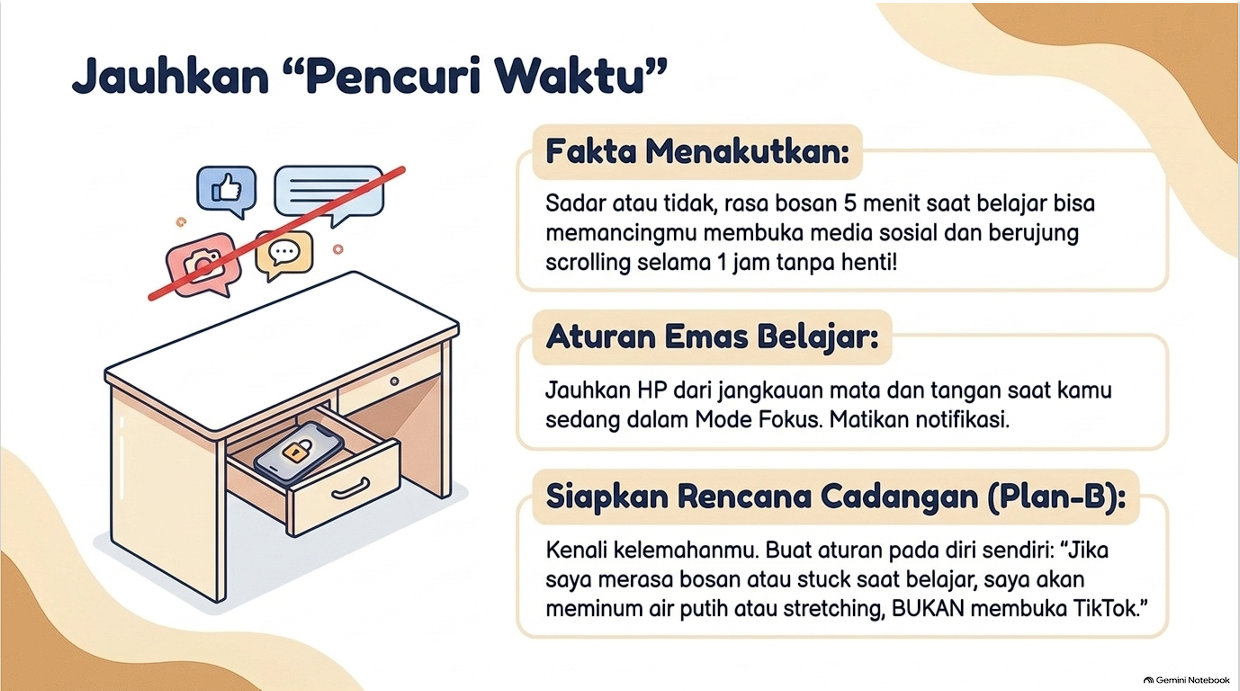 Jauhkan “Pencuri Waktu”
Fakta Menakutkan:
Sadar atau tidak, rasa bosan 5 menit saat belajar bisa
memancingmu membuka media sosial dan berujung
scrolling selama 1 jam tanpa henti!
Aturan Emas Belajar:
Jauhkan HP dari jangkauan mata dan tangan saat kamu
sedang dalam Mode Fokus. Matikan notifikasi.
Siapkan Rencana Cadangan (Plan-B):
Kenali kelemahanmu. Buat aturan pada diri sendiri: “Jika
saya merasa bosan atau stuck saat belajar, saya akan
meminum air putih atau stretching, BUKAN membuka TikTok.”
Gemini Notebook